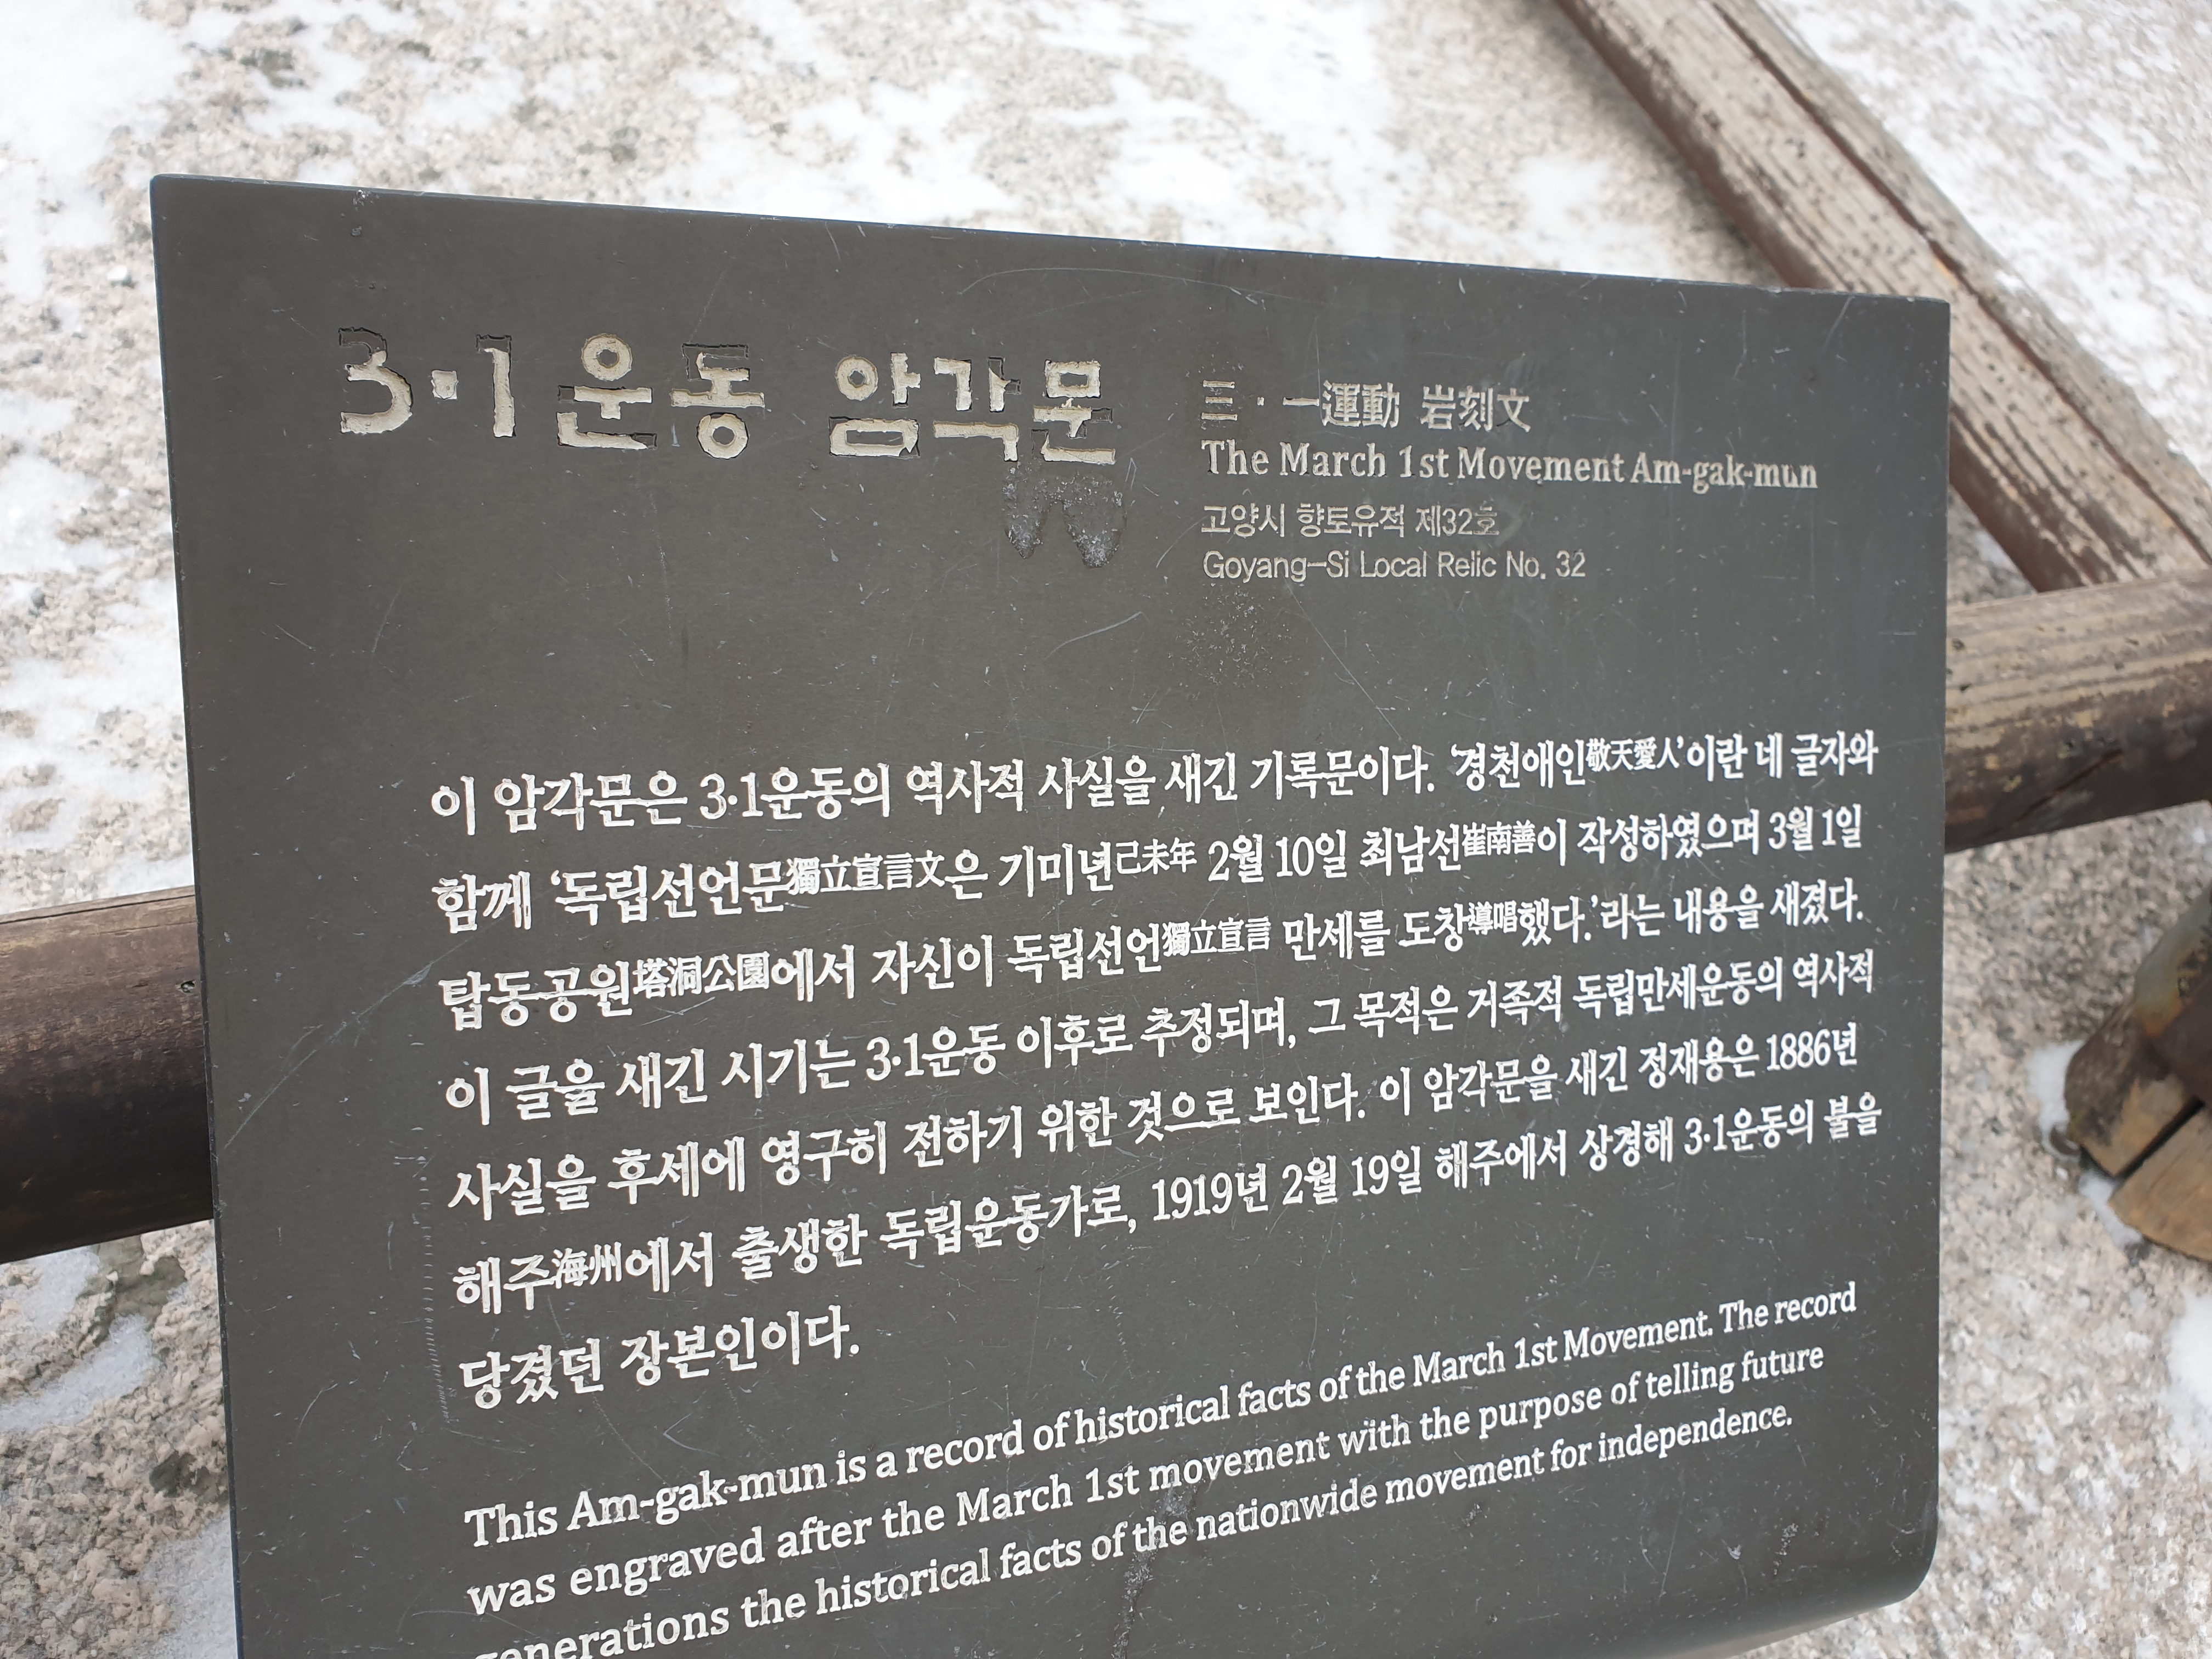 3·1운동 암각문
三·一運動 岩刻文
The March 1st Movement Am-gak-mun
고양시 향토유적 제32호
Goyang-Si Local Relic No. 32
이 암각문은 3·1운동의 역사적 사실을 새긴 기록문이다. '경천애인敬天愛人'이란 네 글자와
함께 '독립선언문獨立宣言文은 기미년己未年 2월 10일 최남선崔南善이 작성하였으며 3월 1일
탑동공원塔洞公園에서 자신이 독립선언獨立宣言 만세를 도창導唱했다.'라는 내용을 새겼다.
이 글을 새긴 시기는 3·1운동 이후로 추정되며, 그 목적은 거족적 독립만세운동의 역사적
사실을 후세에 영구히 전하기 위한 것으로 보인다. 이 암각문을 새긴 정재용은 1886년
해주海州에서 출생한 독립운동가로, 1919년 2월 19일 해주에서 상경해 3·1운동의 불을
당겼던 장본인이다.
This Am-gak-mun is a record of historical facts of the March 1st Movement. The record
was engraved after the March 1st movement with the purpose of telling future
generations the historical facts of the nationwide movement for independence.